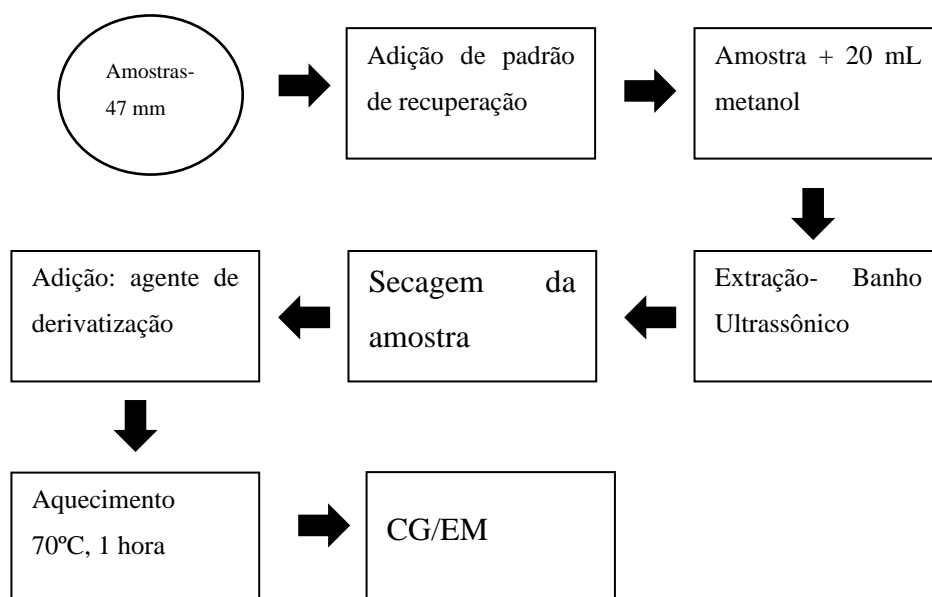 Amostras-
47 mm
Adição de padrão
de recuperação
Amostra + 20 mL
metanol
Extração- Banho
Ultrassônico
Secagem da
amostra
Adição: agente de
derivatização
Aquecimento
70ºC, 1 hora
CG/EM